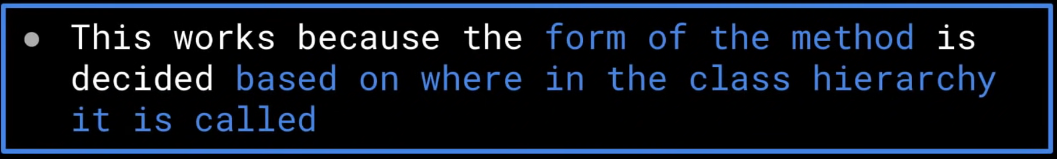 ● This works because the form of the method is
decided based on where in the class hierarchy
it is called